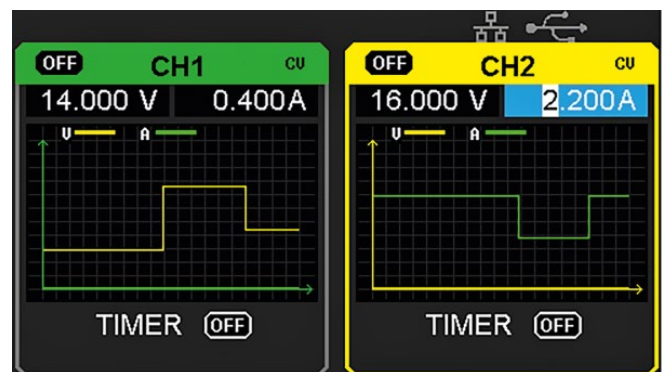 OFF CH1 CV
14.000 V 0.400A
V A
TIMER OFF
OFF CH2 CV
16.000 V 2.200A
V A
TIMER OFF